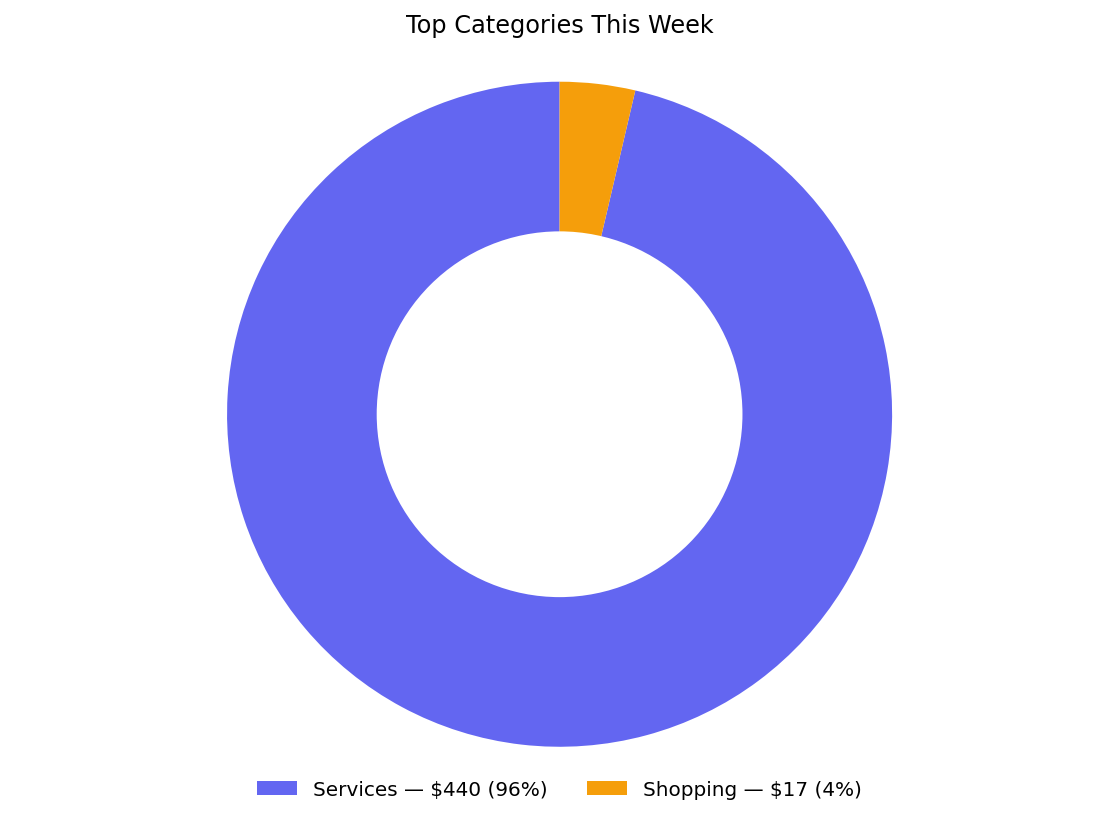 Top Categories This Week
Services — $440 (96%) Shopping — $17 (4%)